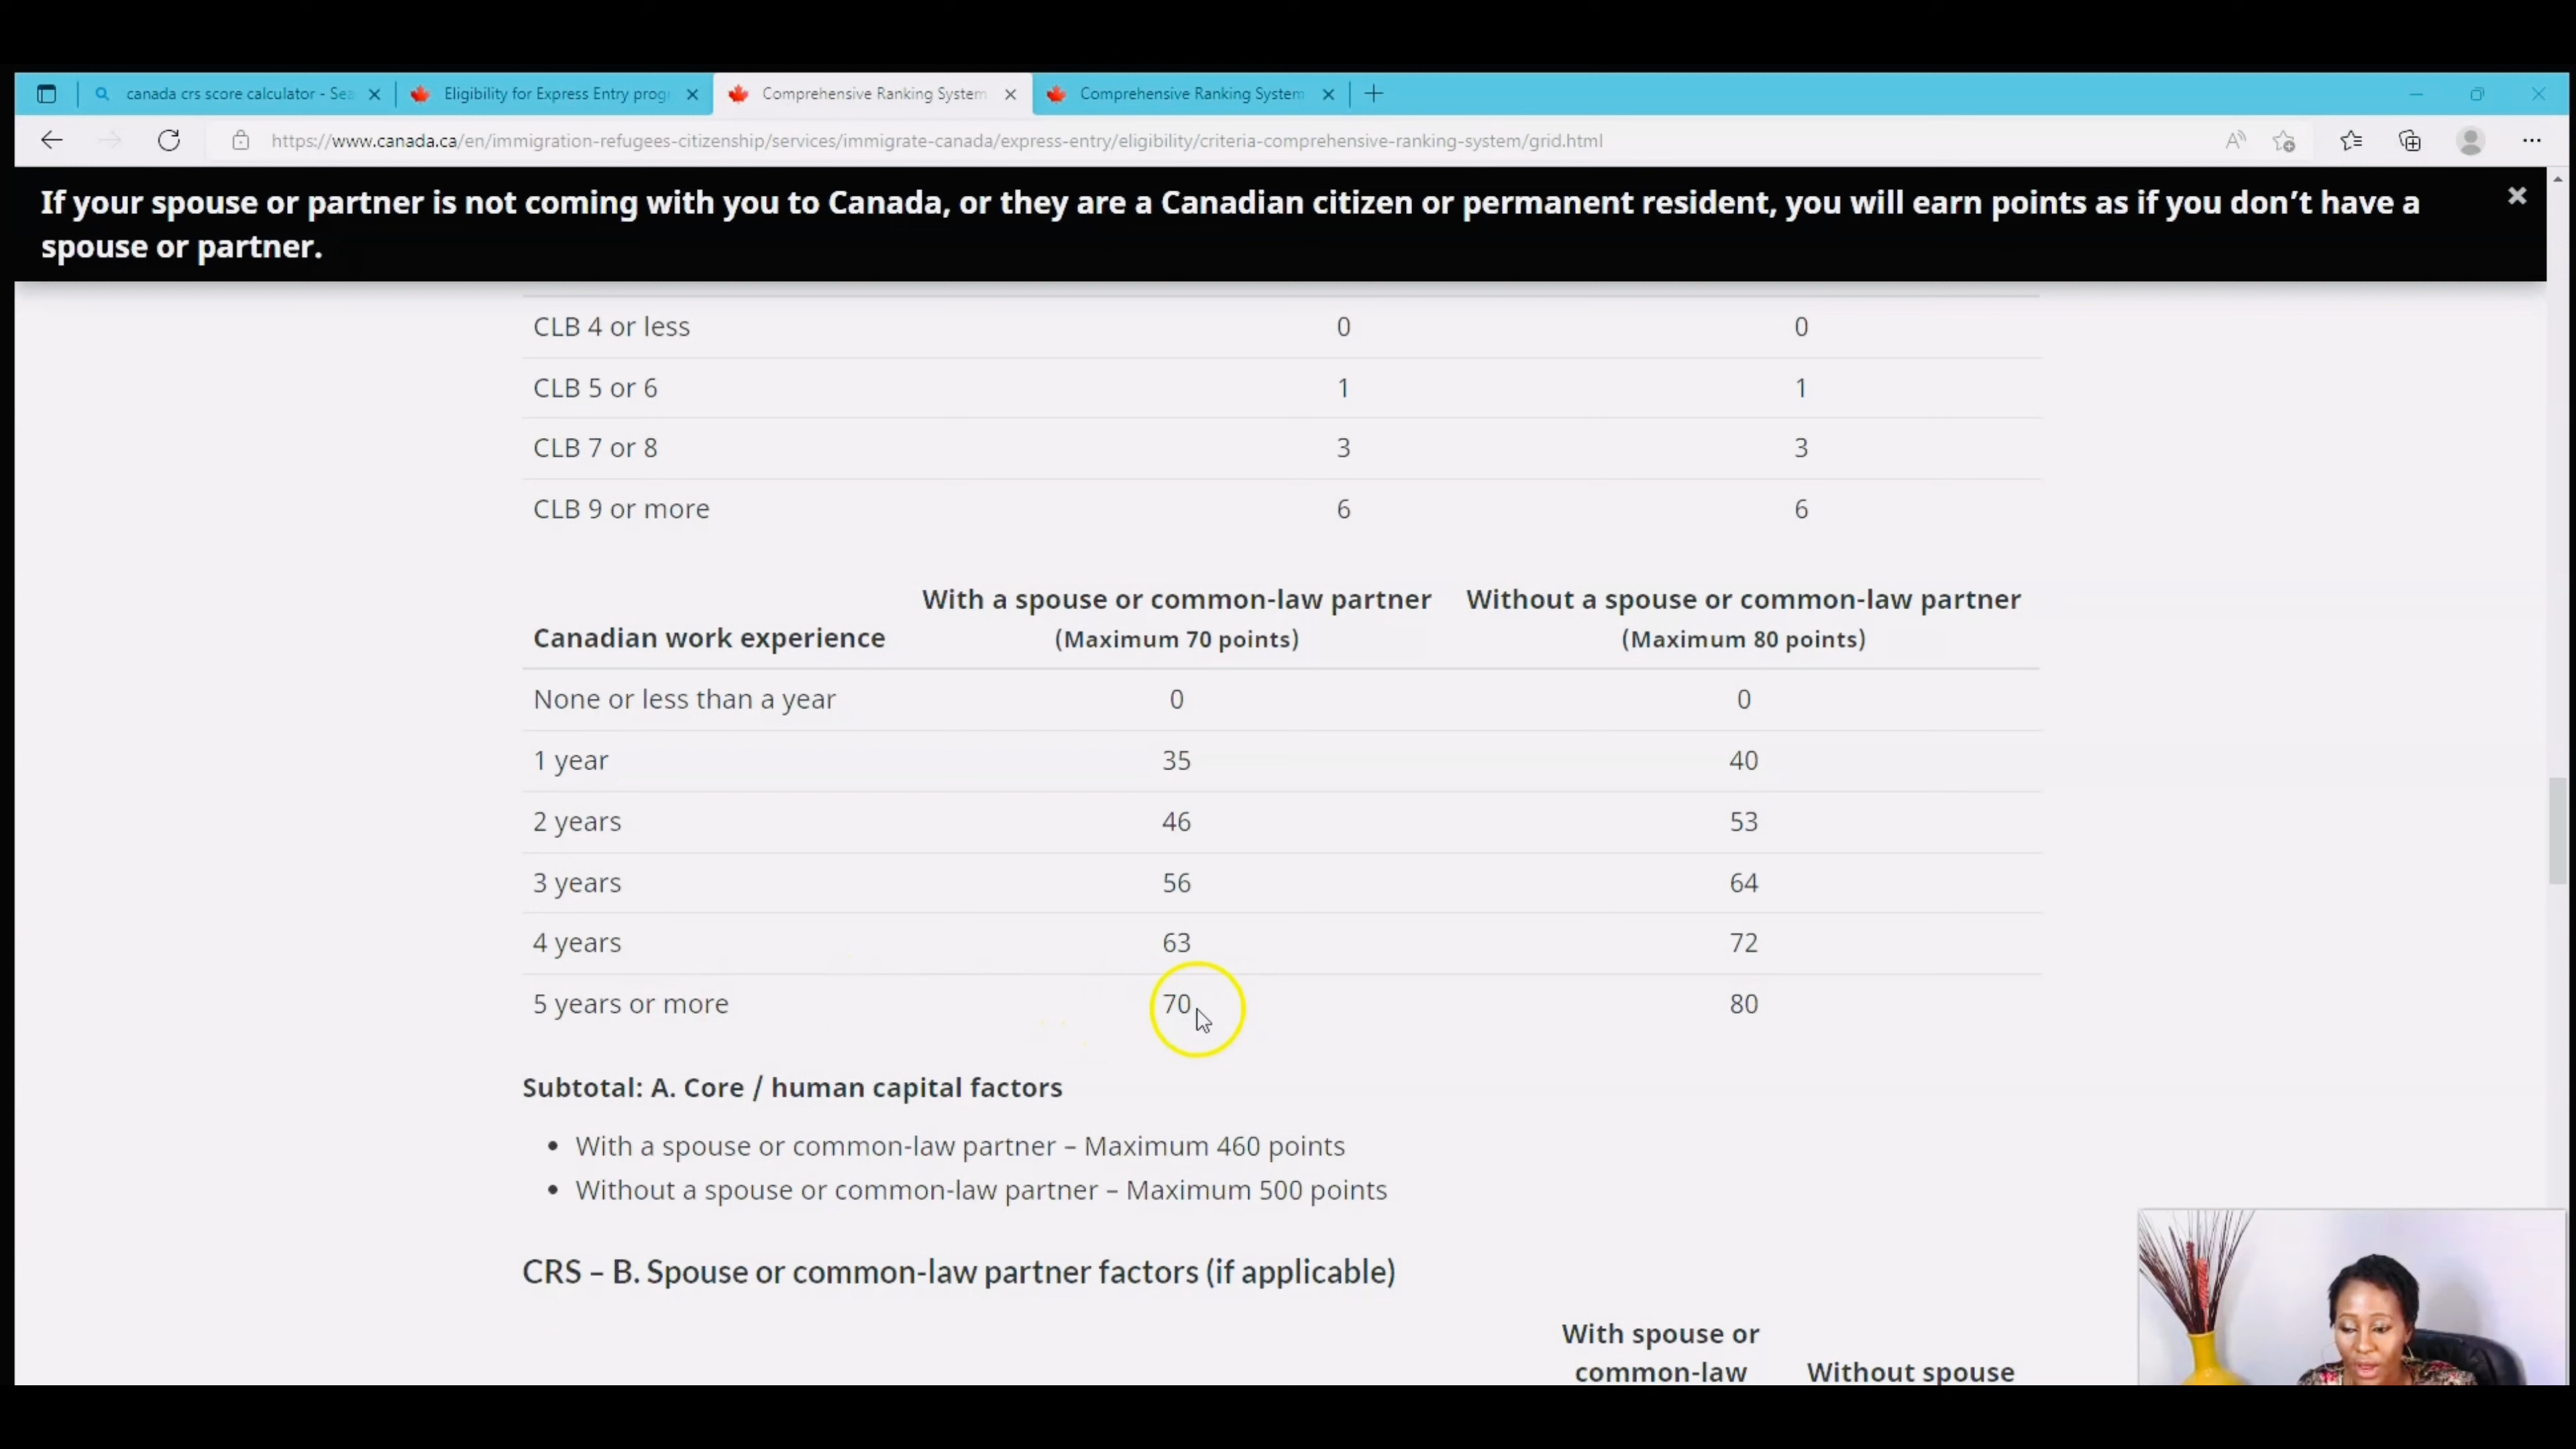 canada crs score calculator - Sea
Eligibility for Express Entry progr
Comprehensive Ranking System
Comprehensive Ranking System
https://www.canada.ca/en/immigration-refugees-citizenship/services/immigrate-canada/express-entry/eligibility/criteria-comprehensive-ranking-system/grid.html
If your spouse or partner is not coming with you to Canada, or they are a Canadian citizen or permanent resident, you will earn points as if you don't have a
spouse or partner.
CLB 4 or less 0 0
CLB 5 or 6 1 1
CLB 7 or 8 3 3
CLB 9 or more 6 6
With a spouse or common-law partner Without a spouse or common-law partner
Canadian work experience (Maximum 70 points) (Maximum 80 points)
None or less than a year 0 0
1 year 35 40
2 years 46 53
3 years 56 64
4 years 63 72
5 years or more 70 80
Subtotal: A. Core / human capital factors
• With a spouse or common-law partner – Maximum 460 points
• Without a spouse or common-law partner – Maximum 500 points
CRS – B. Spouse or common-law partner factors (if applicable)
With spouse or
common-law Without spouse